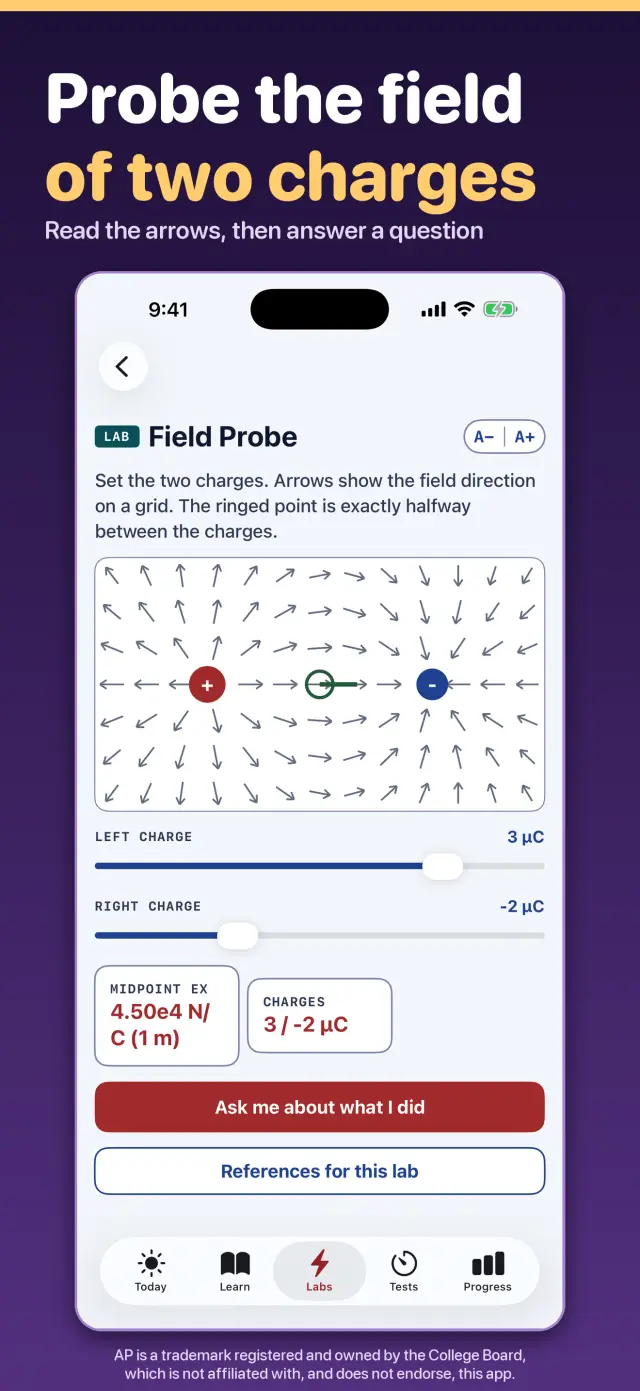 Probe the field
of two charges
Read the arrows, then answer a question
9:41
LAB Field Probe
A− | A+
Set the two charges. Arrows show the field direction
on a grid. The ringed point is exactly halfway
between the charges.
+
-
LEFT CHARGE 3 µC
RIGHT CHARGE -2 µC
MIDPOINT EX
4.50e4 N/
C (1 m)
CHARGES
3 / -2 µC
Ask me about what I did
References for this lab
Today Learn Labs Tests Progress
AP is a trademark registered and owned by the College Board,
which is not affiliated with, and does not endorse, this app.